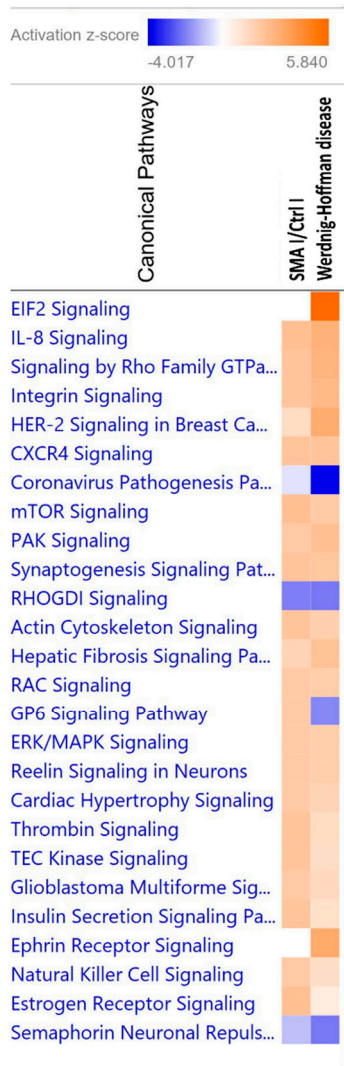 Activation z-score
-4.017 5.840
Canonical Pathways
SMA I/Ctrl I
Werdnig-Hoffman disease
EIF2 Signaling
IL-8 Signaling
Signaling by Rho Family GTPa...
Integrin Signaling
HER-2 Signaling in Breast Ca...
CXCR4 Signaling
Coronavirus Pathogenesis Pa...
mTOR Signaling
PAK Signaling
Synaptogenesis Signaling Pat...
RHOGDI Signaling
Actin Cytoskeleton Signaling
Hepatic Fibrosis Signaling Pa...
RAC Signaling
GP6 Signaling Pathway
ERK/MAPK Signaling
Reelin Signaling in Neurons
Cardiac Hypertrophy Signaling
Thrombin Signaling
TEC Kinase Signaling
Glioblastoma Multiforme Sig...
Insulin Secretion Signaling Pa...
Ephrin Receptor Signaling
Natural Killer Cell Signaling
Estrogen Receptor Signaling
Semaphorin Neuronal Repuls...